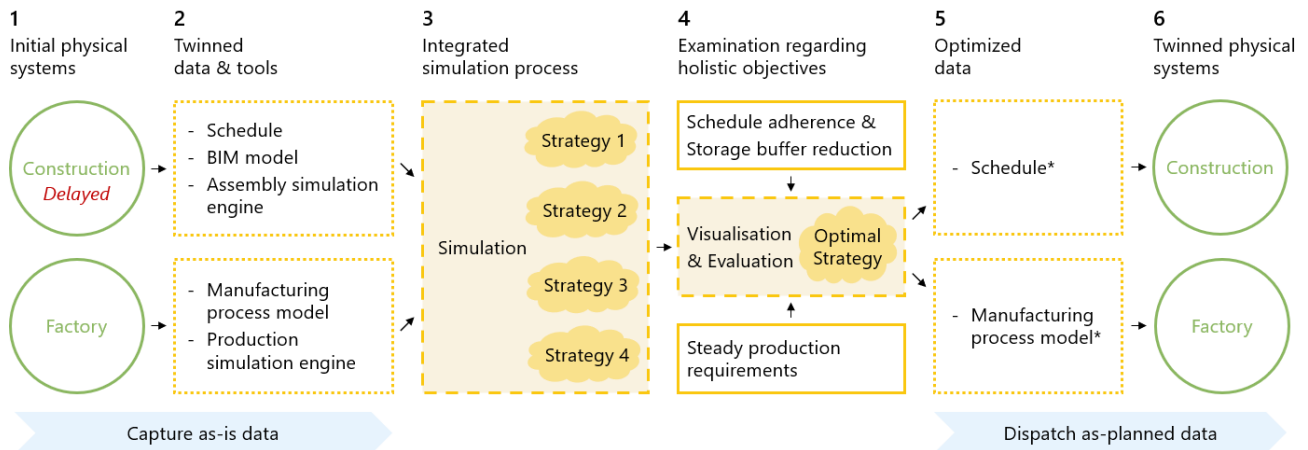 1
Initial physical
systems
2
Twinned
data & tools
3
Integrated
simulation process
4
Examination regarding
holistic objectives
5
Optimized
data
6
Twinned physical
systems
Construction
Delayed
- Schedule
- BIM model
- Assembly simulation
engine
Factory
- Manufacturing
process model
- Production
simulation engine
Simulation
Strategy 1
Strategy 2
Strategy 3
Strategy 4
Schedule adherence &
Storage buffer reduction
Visualisation
& Evaluation
Optimal
Strategy
Steady production
requirements
- Schedule*
- Manufacturing
process model*
Construction
Factory
Capture as-is data
Dispatch as-planned data